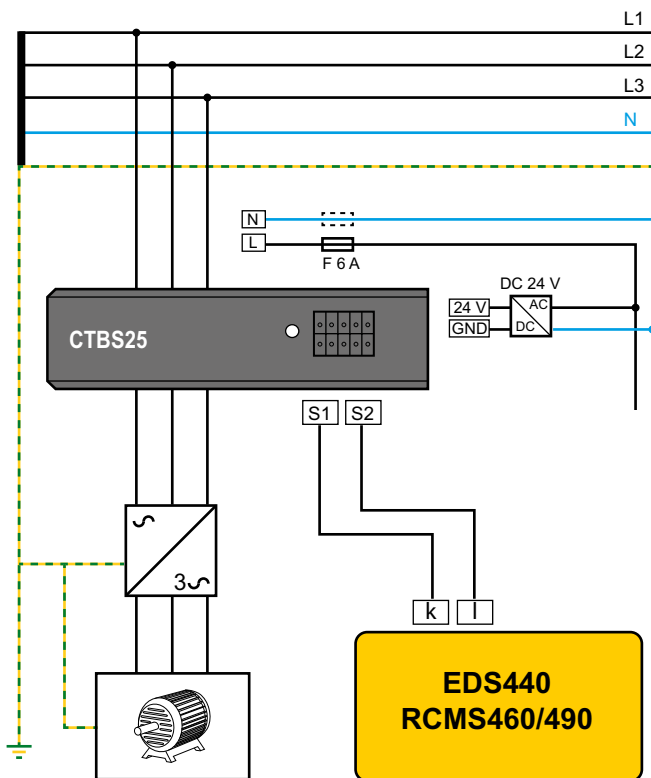 L1
L2
L3
N
N
L
F 6 A
DC 24 V
24 V
AC
GND
DC
CTBS25
S1
S2
3
k
l
EDS440
RCMS460/490